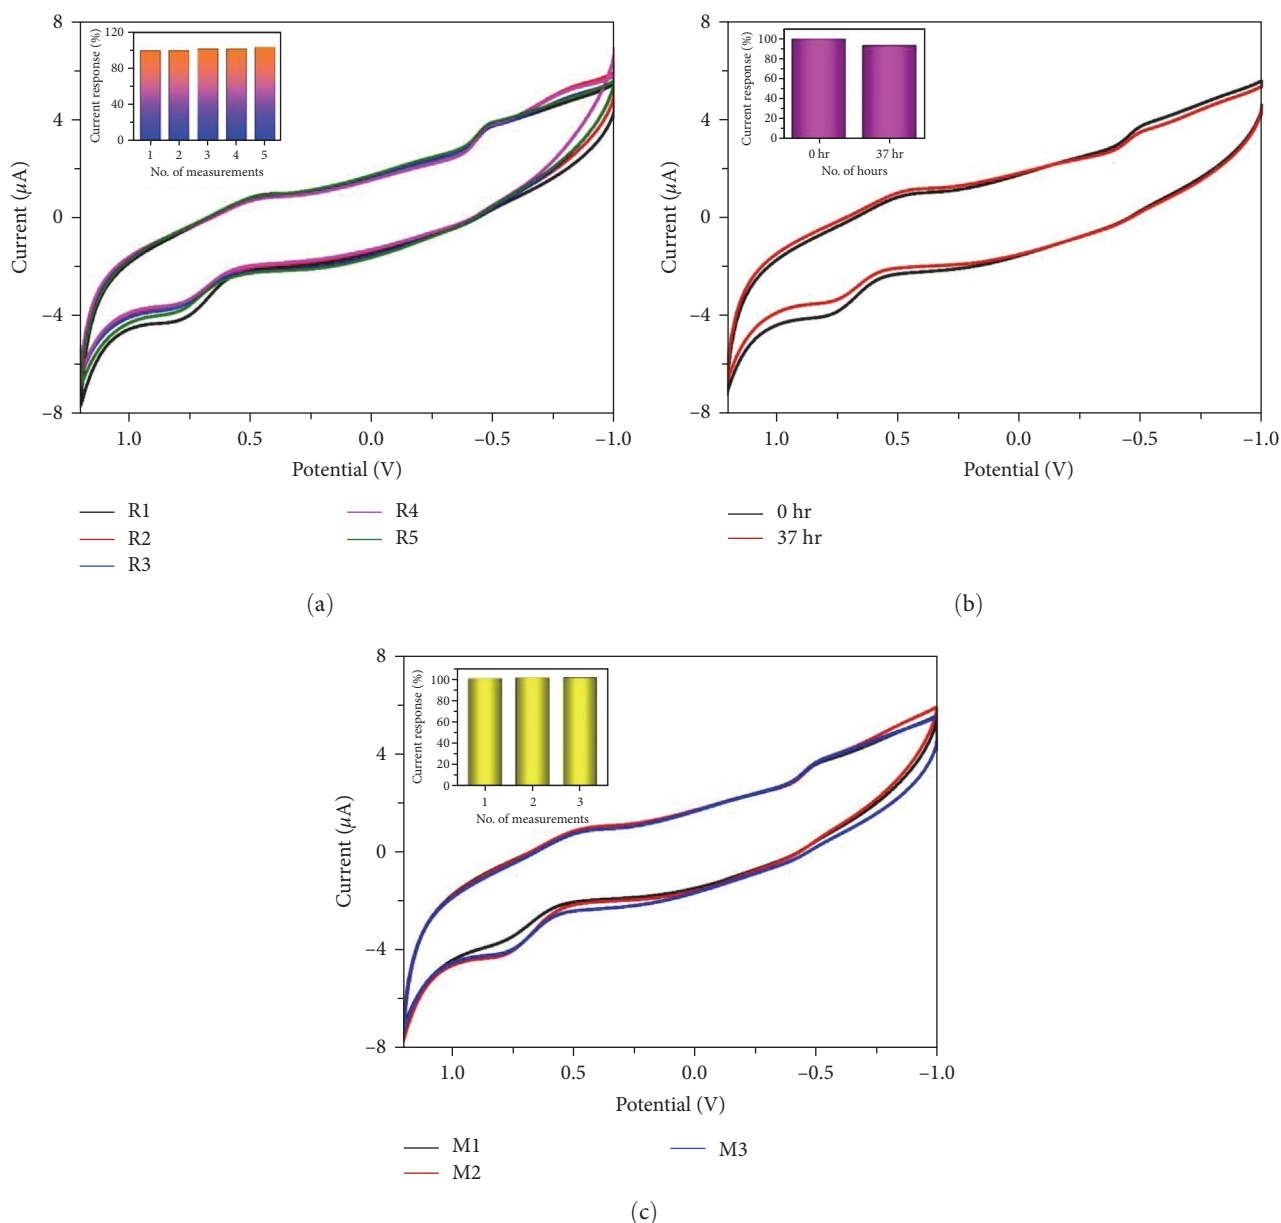 8
4
0
–4
–8
Current (μA)
120
80
40
0
Current response (%)
1 2 3 4 5
No. of measurements
1.0 0.5 0.0 –0.5 –1.0
Potential (V)
R1
R2
R3
R4
R5
(a)
8
4
0
–4
–8
Current (μA)
100
80
60
40
20
0
Current response (%)
0 hr 37 hr
No. of hours
1.0 0.5 0.0 –0.5 –1.0
Potential (V)
0 hr
37 hr
(b)
8
4
0
–4
–8
Current (μA)
100
80
60
40
20
0
Current response (%)
1 2 3
No. of measurements
1.0 0.5 0.0 –0.5 –1.0
Potential (V)
M1
M2
M3
(c)